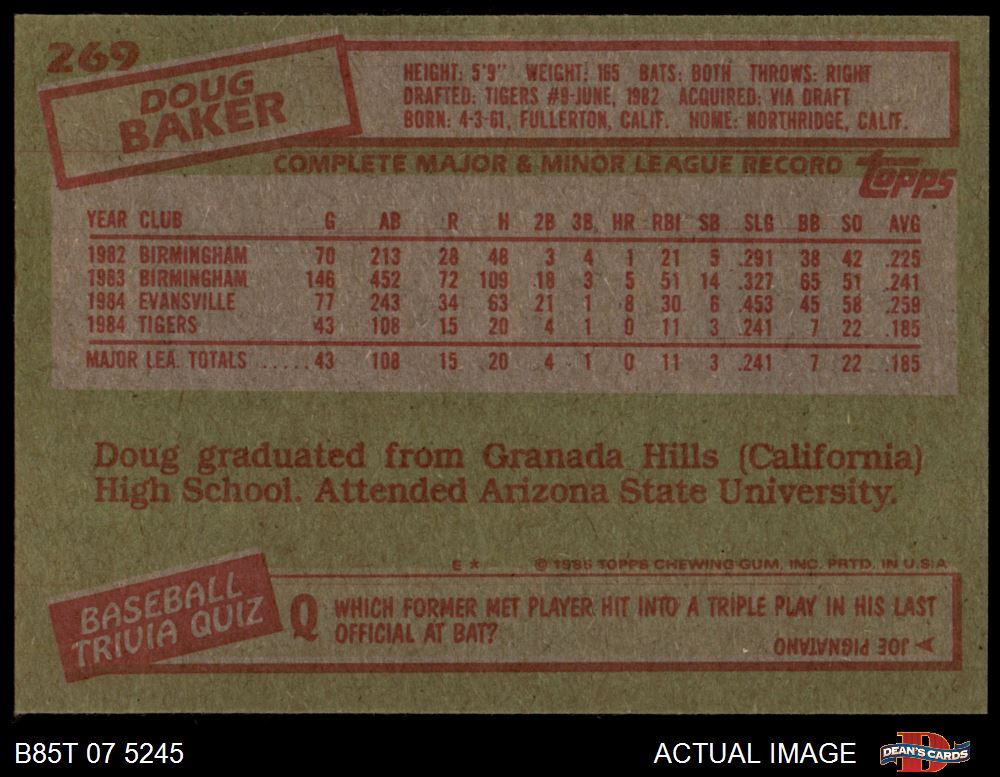 269
DOUG
BAKER
HEIGHT: 5'9" WEIGHT: 165 BATS: BOTH THROWS: RIGHT
DRAFTED: TIGERS #9-JUNE, 1982 ACQUIRED: VIA DRAFT
BORN: 4-3-61, FULLERTON, CALIF. HOME: NORTHRIDGE, CALIF.
COMPLETE MAJOR & MINOR LEAGUE RECORD topps
YEAR CLUB G AB R H 2B 3B HR RBI SB SLG BB SO AVG
1982 BIRMINGHAM 70 213 28 48 3 4 1 21 5 .291 38 42 .225
1983 BIRMINGHAM 146 452 72 109 18 3 5 51 14 .327 65 51 .241
1984 EVANSVILLE 77 243 34 63 21 1 8 30 6 .453 45 58 .259
1984 TIGERS 43 108 15 20 4 1 0 11 3 .241 7 22 .185
MAJOR LEA. TOTALS .....43 108 15 20 4 1 0 11 3 .241 7 22 .185
Doug graduated from Granada Hills (California)
High School. Attended Arizona State University.
E * © 1985 TOPPS CHEWING GUM, INC. PRTD. IN U.S.A.
BASEBALL
TRIVIA QUIZ
Q WHICH FORMER MET PLAYER HIT INTO A TRIPLE PLAY IN HIS LAST
OFFICIAL AT BAT?
JOE PIGNATANO
B85T 07 5245
ACTUAL IMAGE
D
DEAN'S CARDS